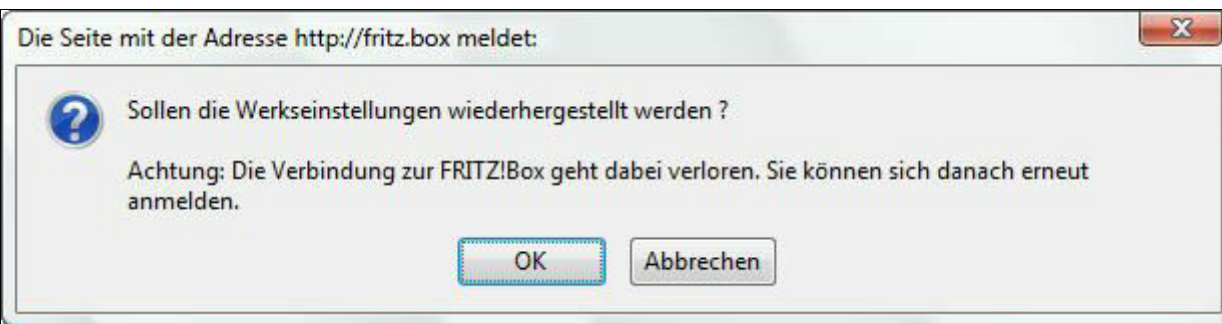 Die Seite mit der Adresse http://fritz.box meldet:
Sollen die Werkseinstellungen wiederhergestellt werden ?
Achtung: Die Verbindung zur FRITZ!Box geht dabei verloren. Sie können sich danach erneut
anmelden.
OK
Abbrechen